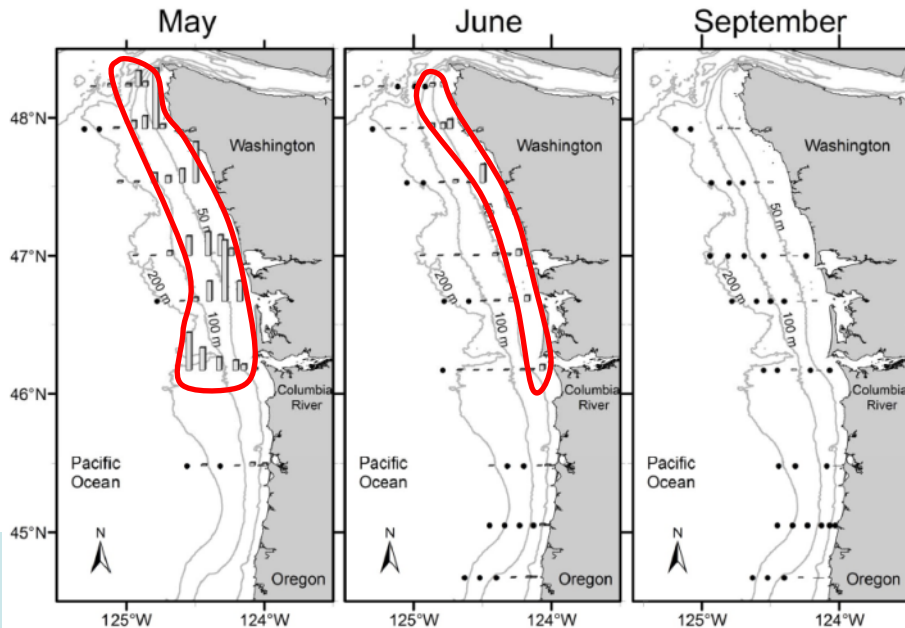 May
June
September
48°N
47°N
46°N
45°N
Washington
50 m
200 m
100 m
Columbia
River
Pacific
Ocean
N
Oregon
125°W
124°W
Washington
50 m
200 m
100 m
Columbia
River
Pacific
Ocean
N
Oregon
125°W
124°W
Washington
50 m
200 m
100 m
Columbia
River
Pacific
Ocean
N
Oregon
125°W
124°W